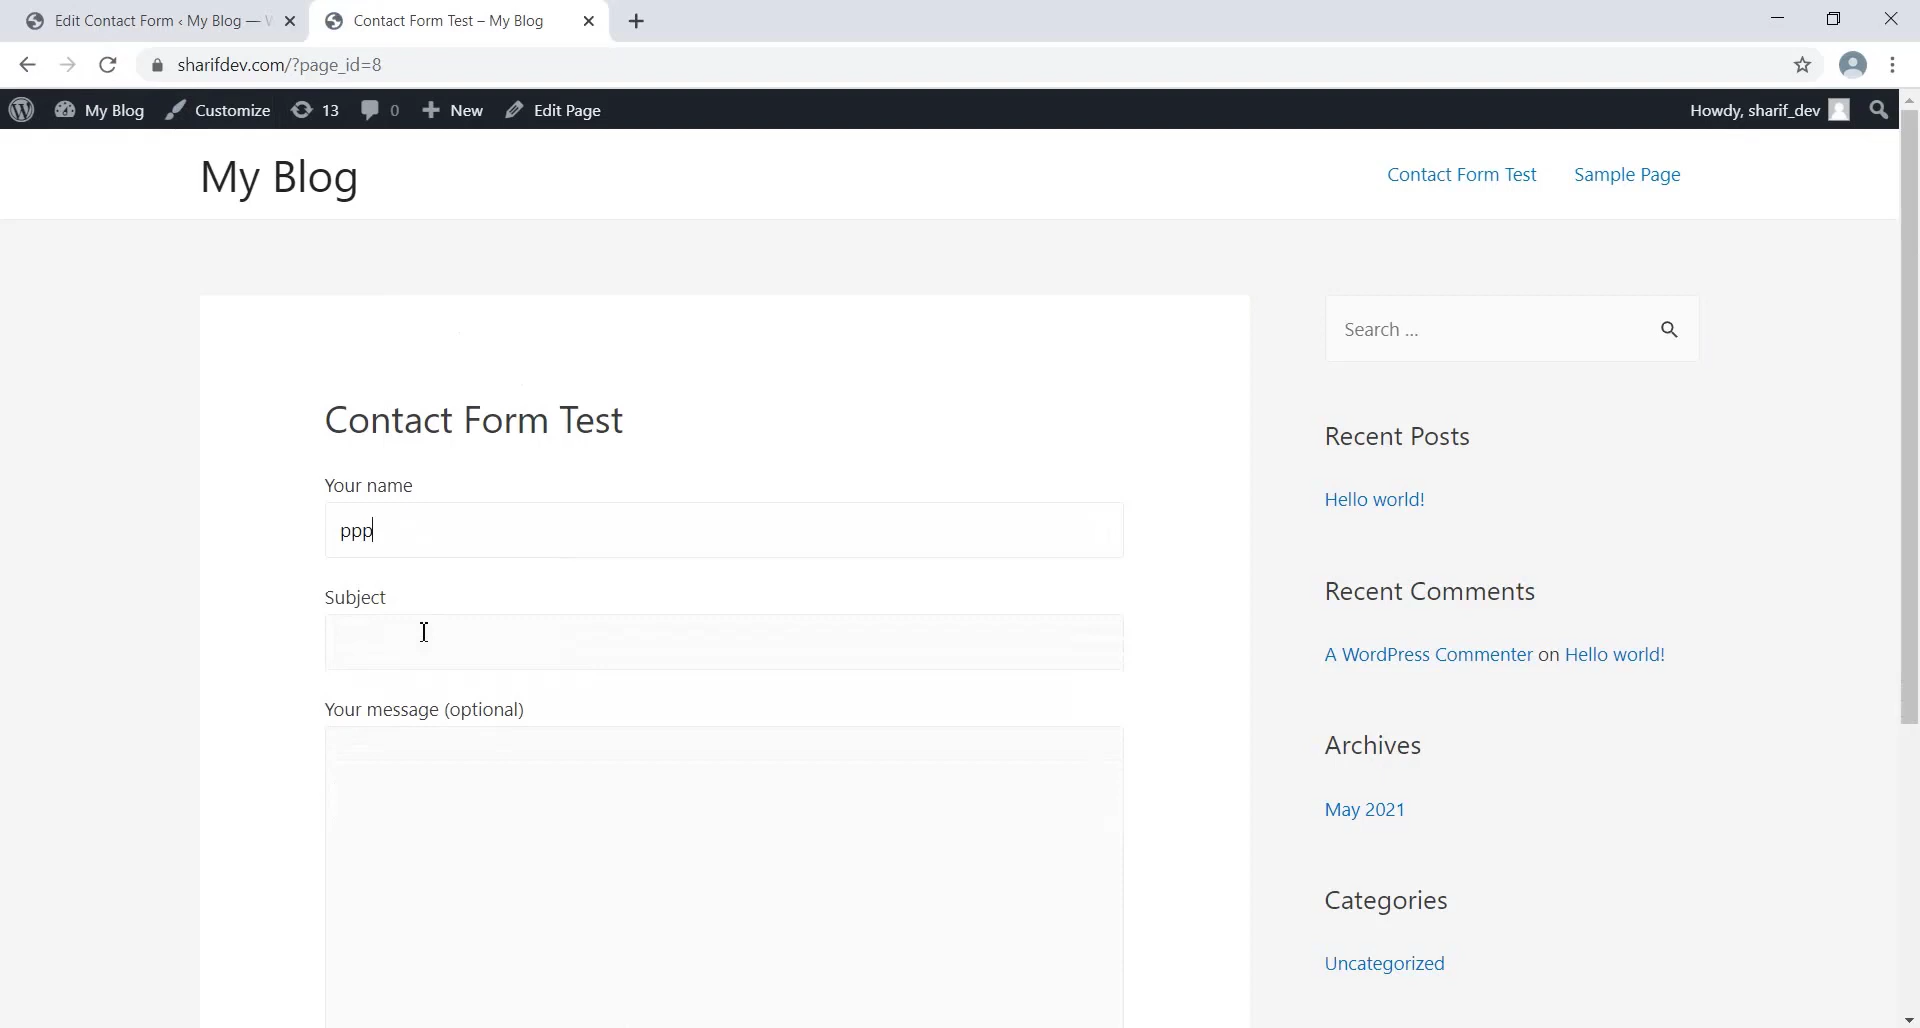 Edit Contact Form ‹ My Blog —
Contact Form Test – My Blog
sharifdev.com/?page_id=8
My Blog
Customize
13
0
New
Edit Page
Howdy, sharif_dev
My Blog
Contact Form Test
Sample Page
Search ...
Contact Form Test
Your name
ppp
Subject
Your message (optional)
Recent Posts
Hello world!
Recent Comments
A WordPress Commenter on Hello world!
Archives
May 2021
Categories
Uncategorized